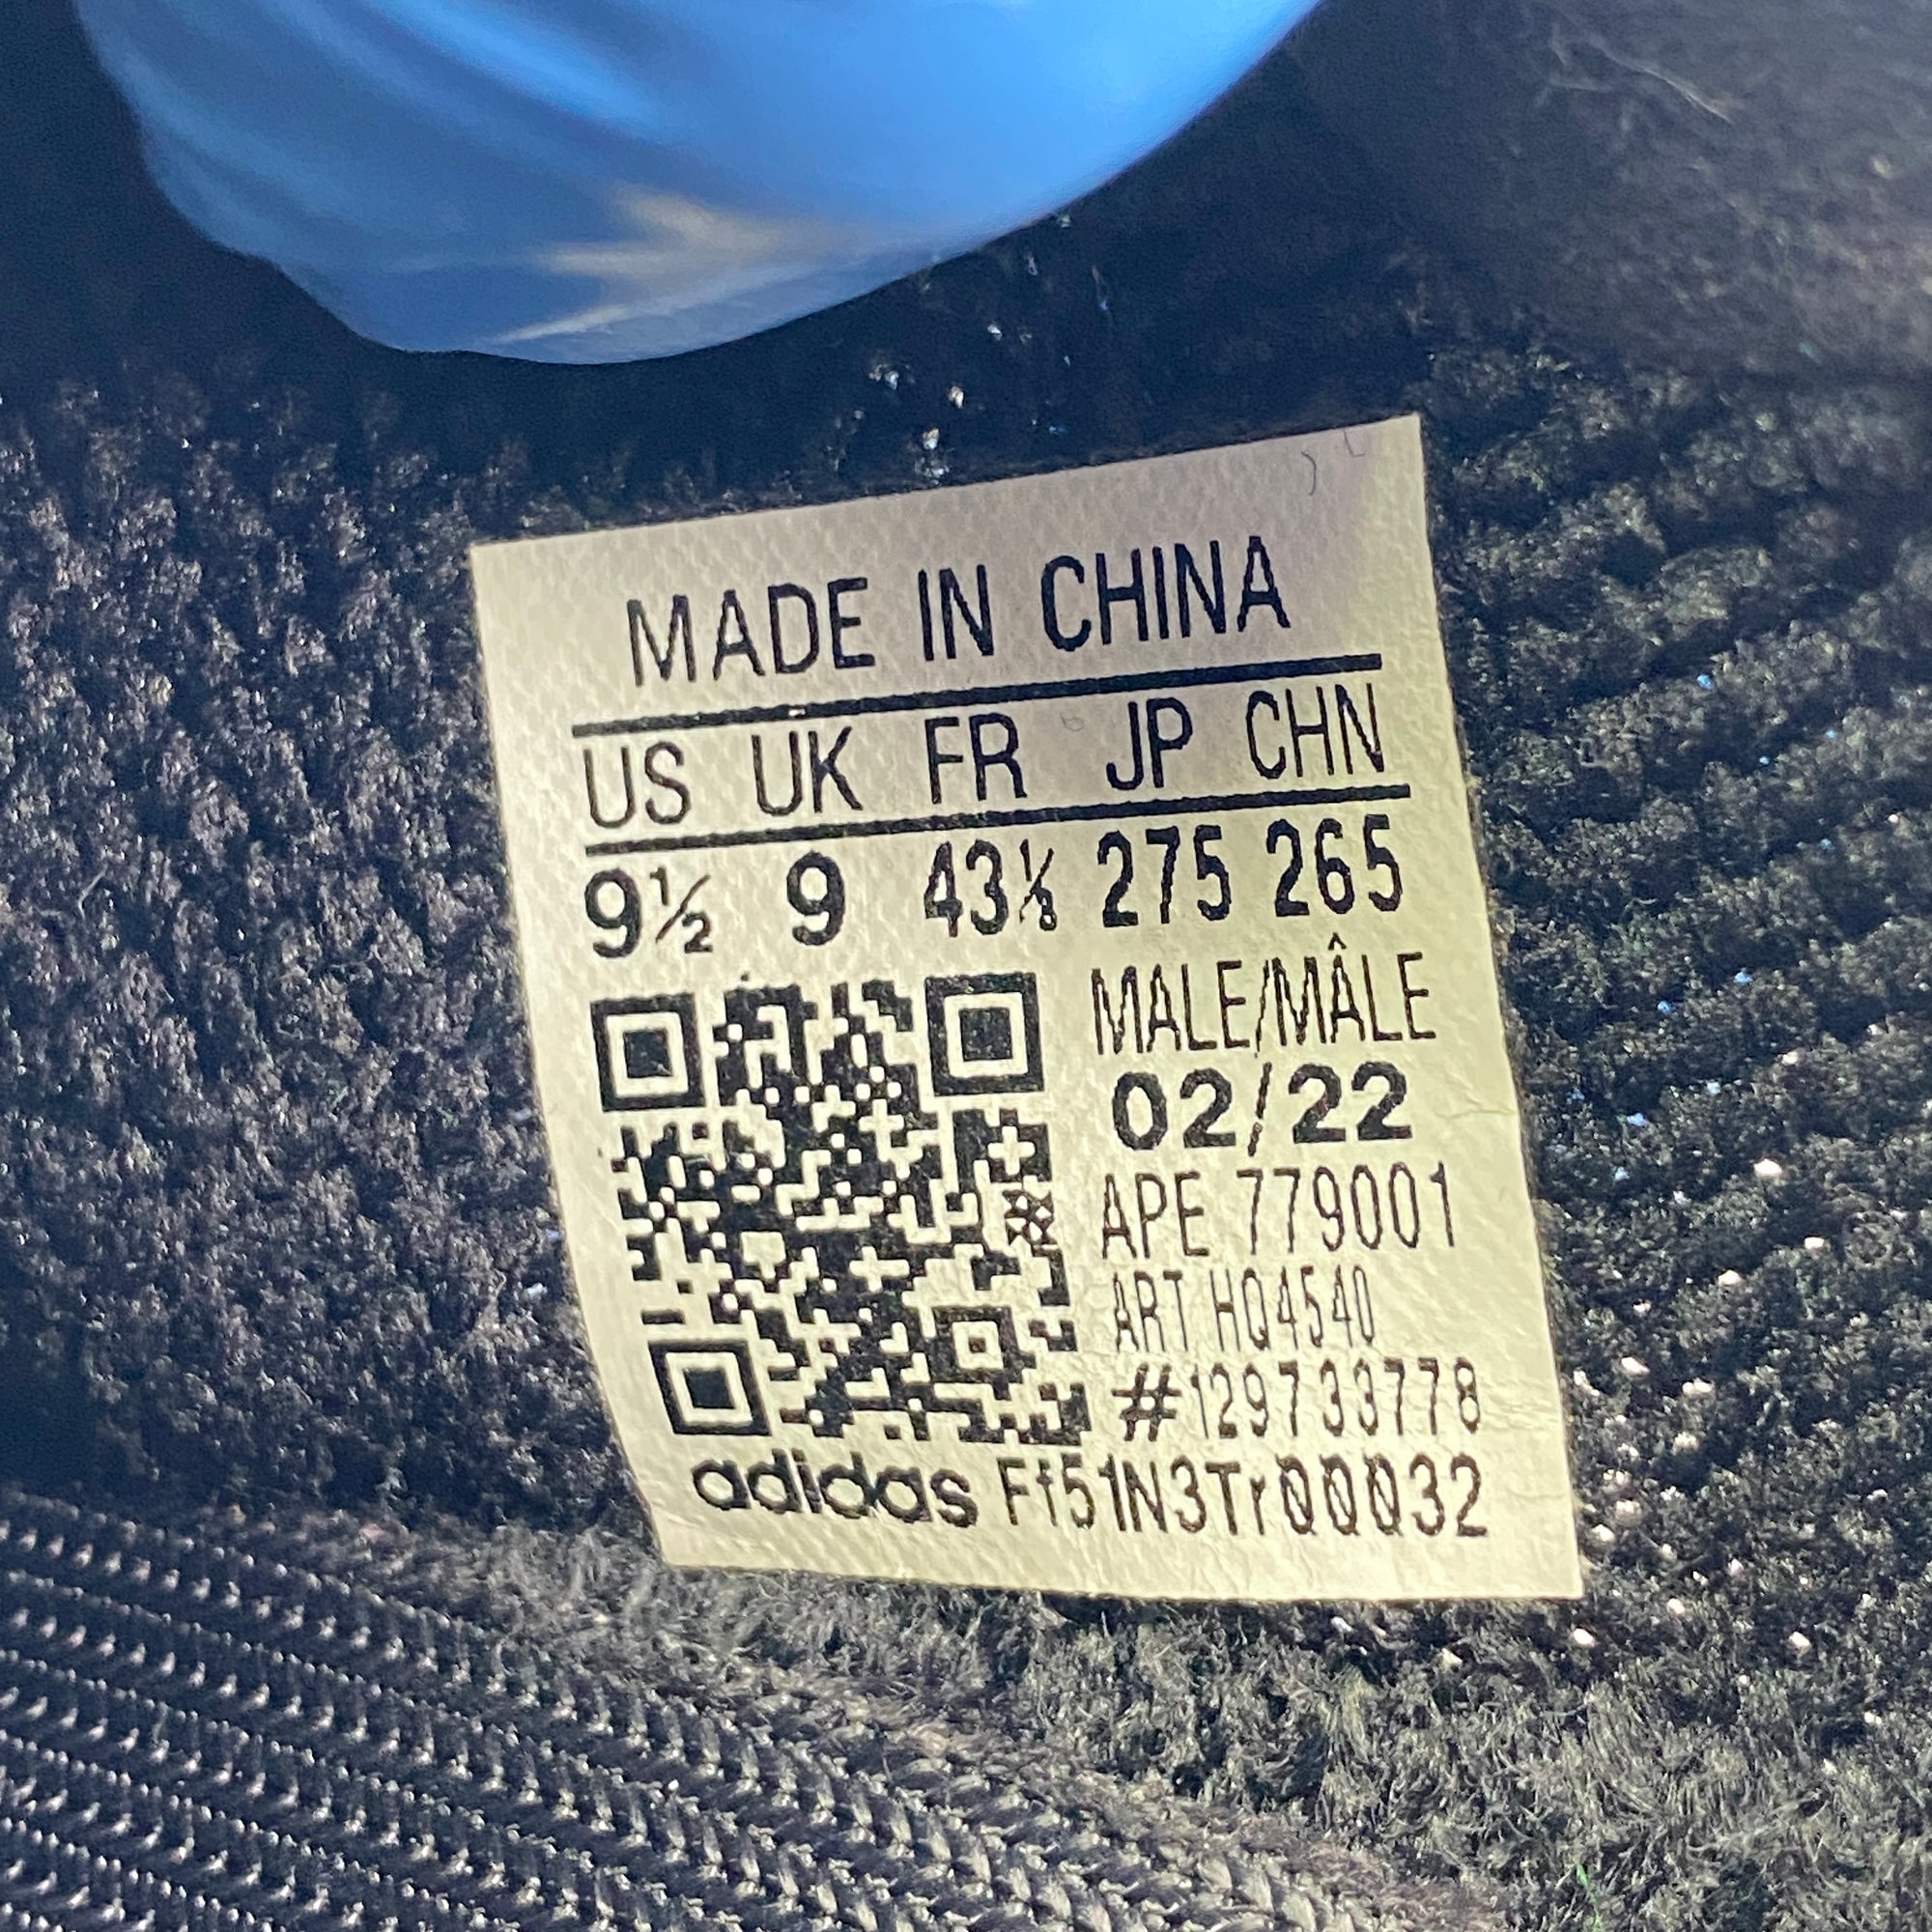 MADE IN CHINA
US UK FR JP CHN
9½ 9 43⅓ 275 265
MALE/MÂLE
02/22
APE 779001
ART HQ4540
#129733778
adidas Ff51N3Tr00032